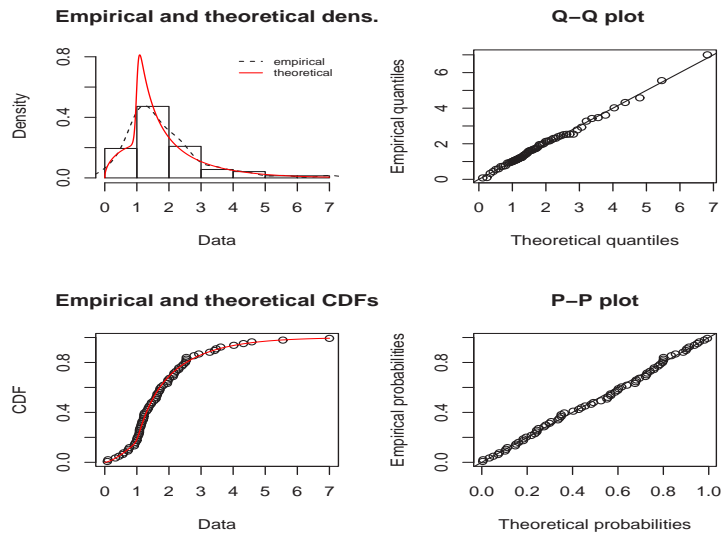 Empirical and theoretical dens.
Density
0.0 0.4 0.8
empirical
theoretical
0 1 2 3 4 5 6 7
Data
Q−Q plot
Empirical quantiles
0 2 4 6
0 1 2 3 4 5 6 7
Theoretical quantiles
Empirical and theoretical CDFs
CDF
0.0 0.4 0.8
0 1 2 3 4 5 6 7
Data
P−P plot
Empirical probabilities
0.0 0.4 0.8
0.0 0.2 0.4 0.6 0.8 1.0
Theoretical probabilities